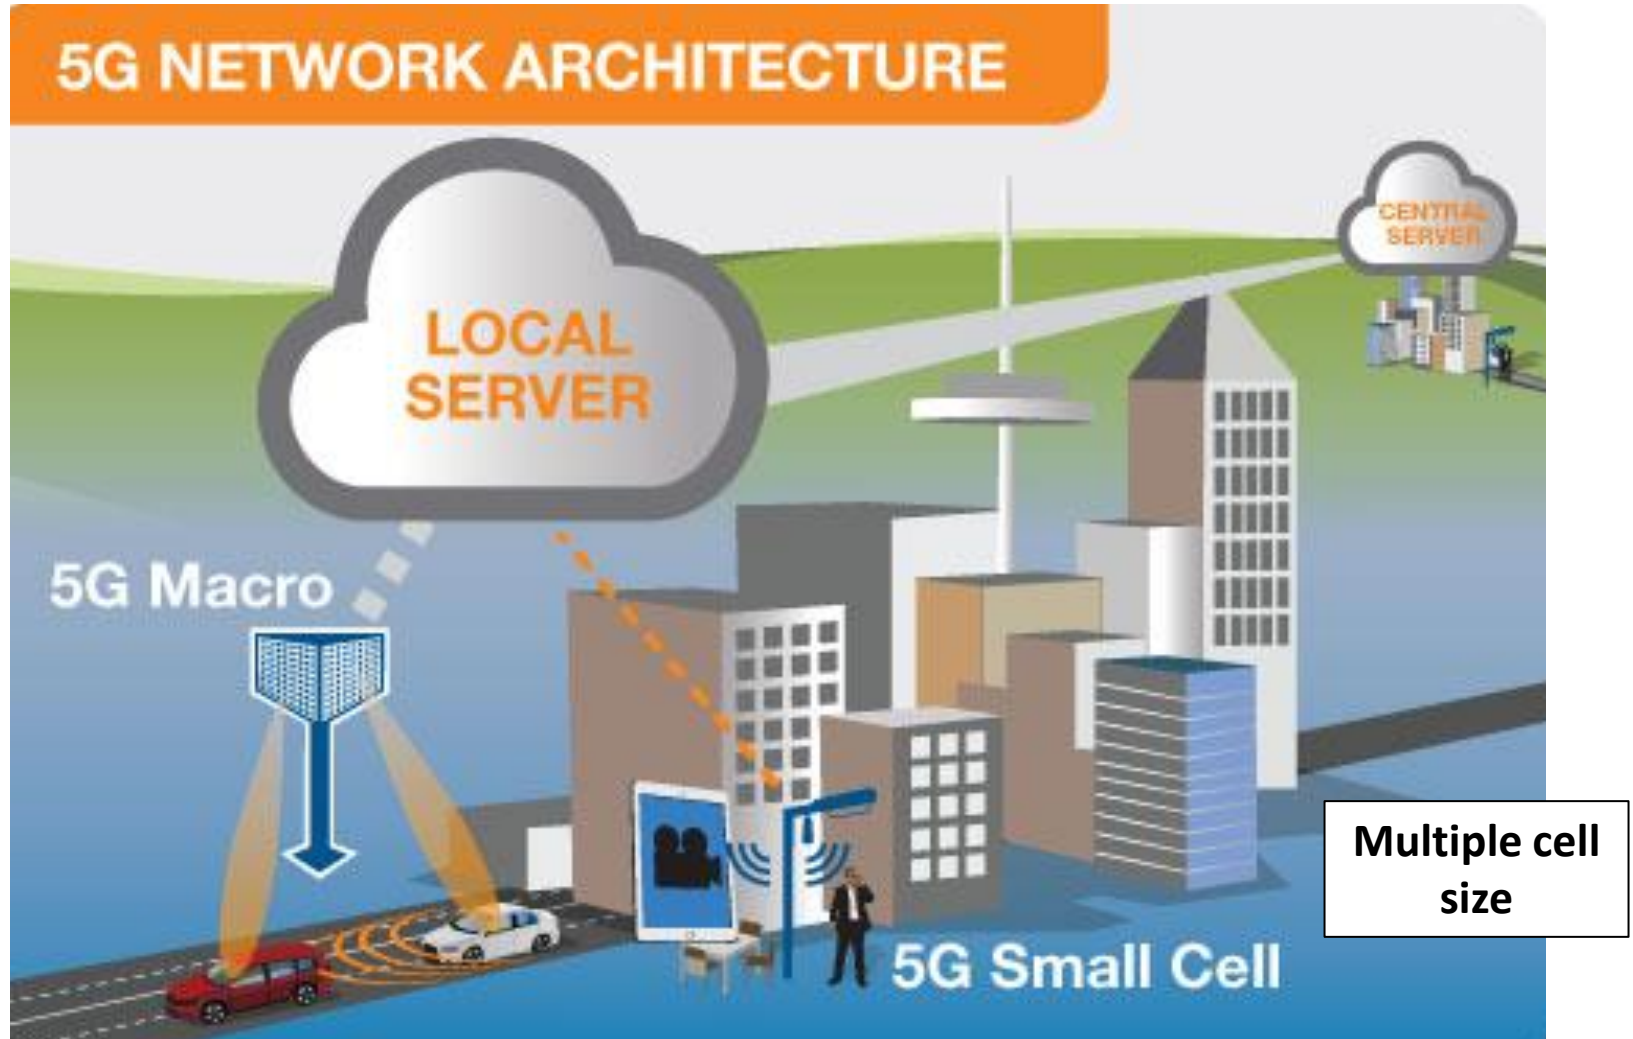 5G NETWORK ARCHITECTURE
CENTRAL
SERVER
LOCAL
SERVER
5G Macro
Multiple cell
size
5G Small Cell